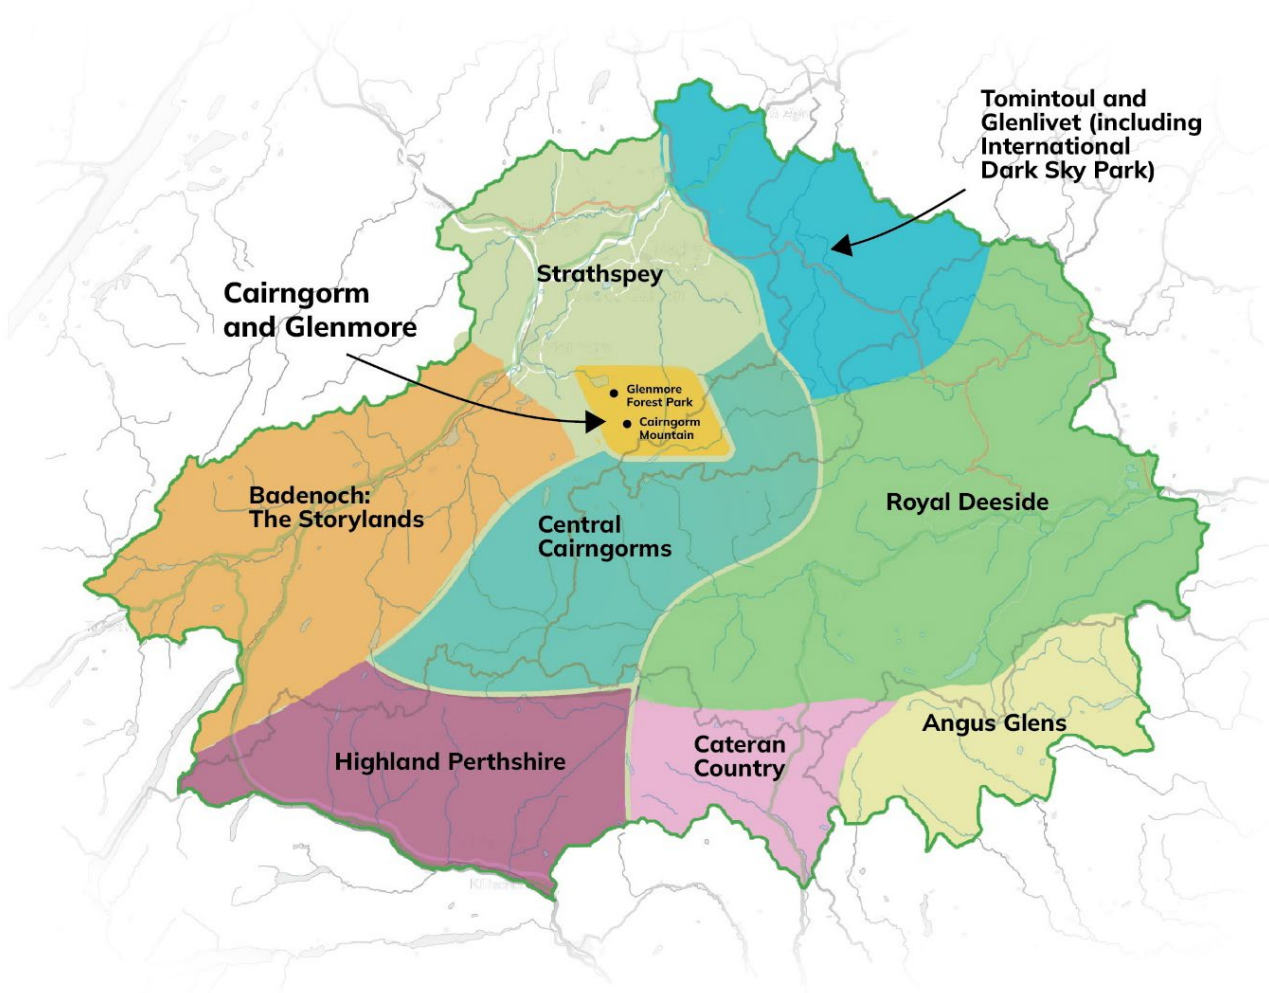 Tomintoul and
Glenlivet (including
International
Dark Sky Park)
Strathspey
Cairngorm
and Glenmore
Glenmore
Forest Park
Cairngorm
Mountain
Badenoch:
The Storylands
Central
Cairngorms
Royal Deeside
Angus Glens
Cateran
Country
Highland Perthshire